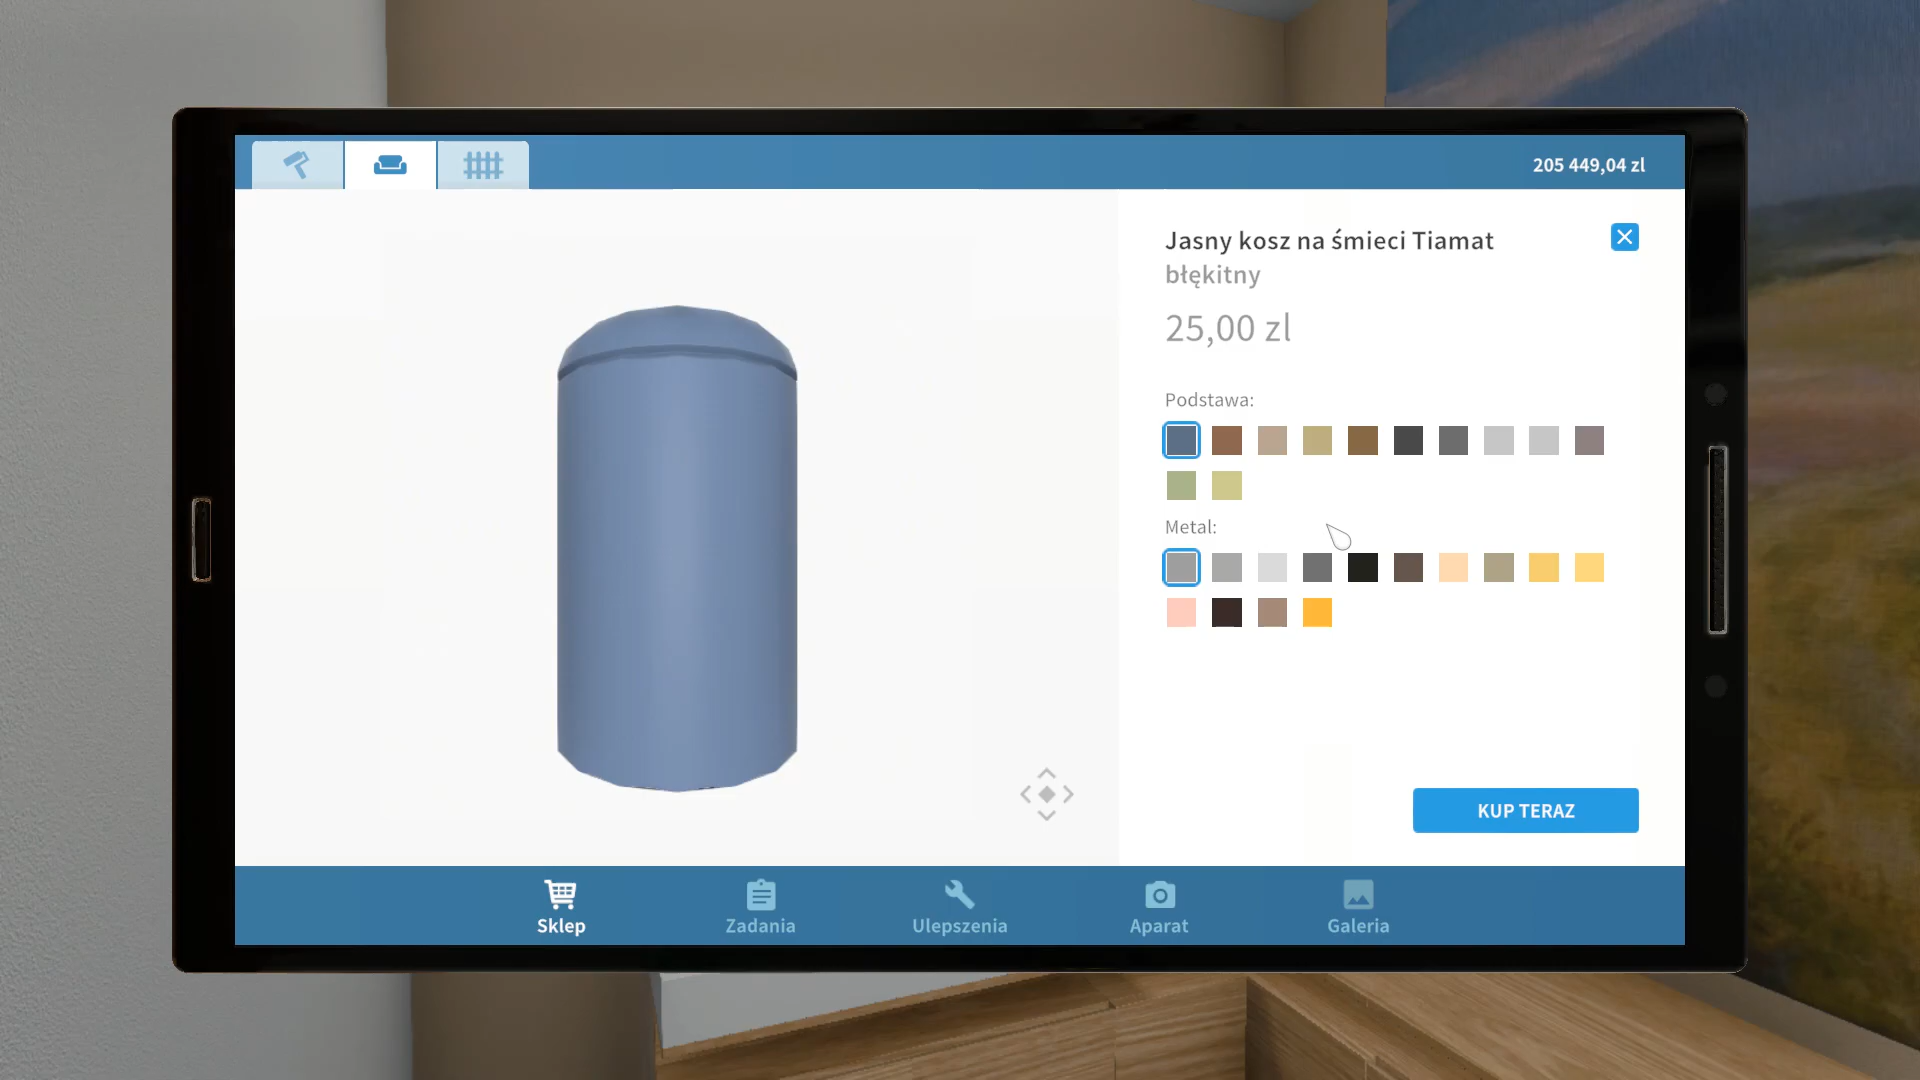 205 449,04 zl
Jasny kosz na śmieci Tiamat
błękitny
25,00 zl
Podstawa:
Metal:
KUP TERAZ
Sklep
Zadania
Ulepszenia
Aparat
Galeria